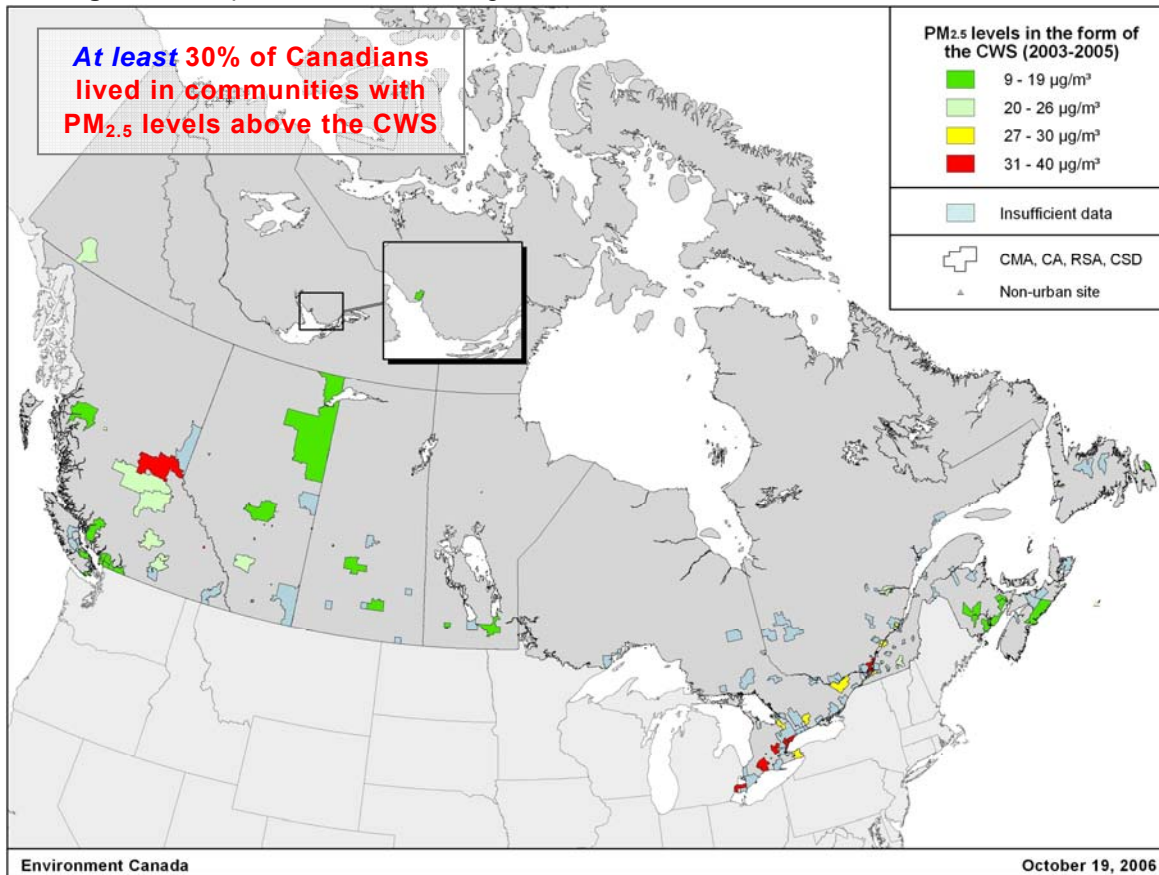 At least 30% of Canadians
lived in communities with
PM2.5 levels above the CWS
PM2.5 levels in the form of
the CWS (2003-2005)
9 - 19 µg/m³
20 - 26 µg/m³
27 - 30 µg/m³
31 - 40 µg/m³
Insufficient data
CMA, CA, RSA, CSD
Non-urban site
Environment Canada
October 19, 2006